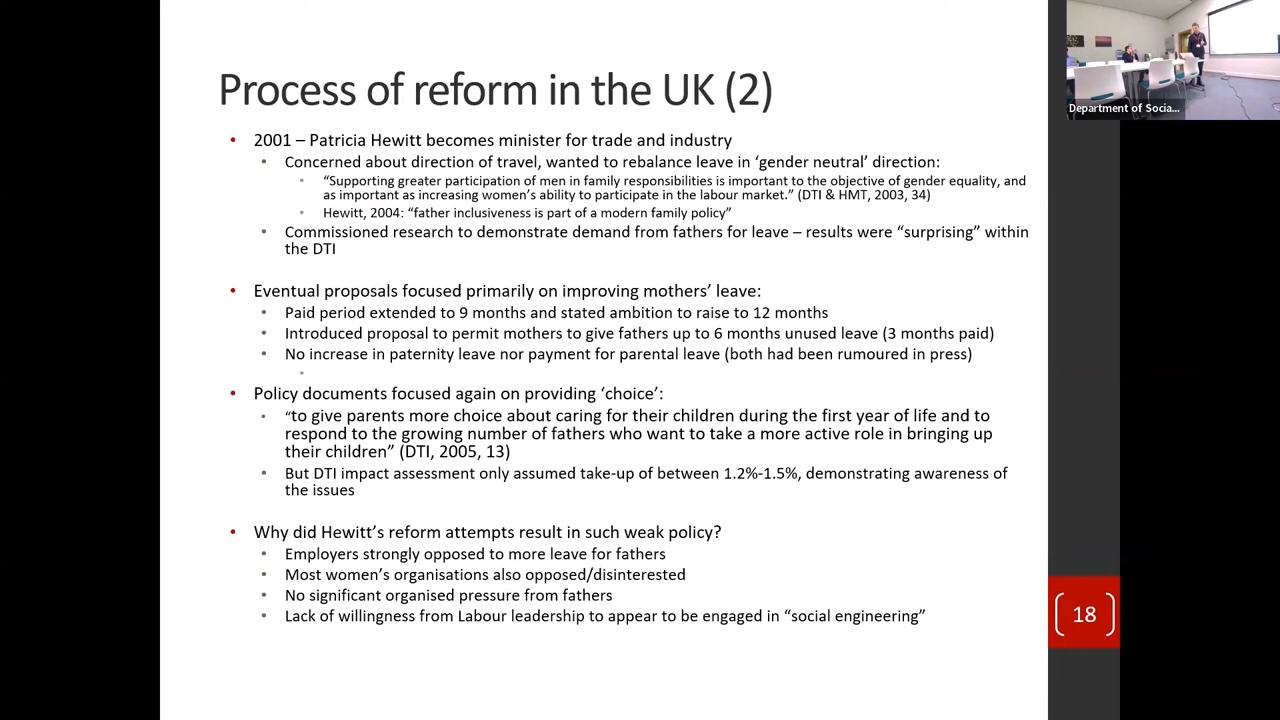 Process of reform in the UK (2)
• 2001 – Patricia Hewitt becomes minister for trade and industry
• Concerned about direction of travel, wanted to rebalance leave in ‘gender neutral’ direction:
• “Supporting greater participation of men in family responsibilities is important to the objective of gender equality, and
as important as increasing women’s ability to participate in the labour market.” (DTI & HMT, 2003, 34)
• Hewitt, 2004: “father inclusiveness is part of a modern family policy”
• Commissioned research to demonstrate demand from fathers for leave – results were “surprising” within
the DTI
• Eventual proposals focused primarily on improving mothers’ leave:
• Paid period extended to 9 months and stated ambition to raise to 12 months
• Introduced proposal to permit mothers to give fathers up to 6 months unused leave (3 months paid)
• No increase in paternity leave nor payment for parental leave (both had been rumoured in press)
•
• Policy documents focused again on providing ‘choice’:
• “to give parents more choice about caring for their children during the first year of life and to
respond to the growing number of fathers who want to take a more active role in bringing up
their children” (DTI, 2005, 13)
• But DTI impact assessment only assumed take-up of between 1.2%-1.5%, demonstrating awareness of
the issues
• Why did Hewitt’s reform attempts result in such weak policy?
• Employers strongly opposed to more leave for fathers
• Most women’s organisations also opposed/disinterested
• No significant organised pressure from fathers
• Lack of willingness from Labour leadership to appear to be engaged in “social engineering”
18
Department of Socia...